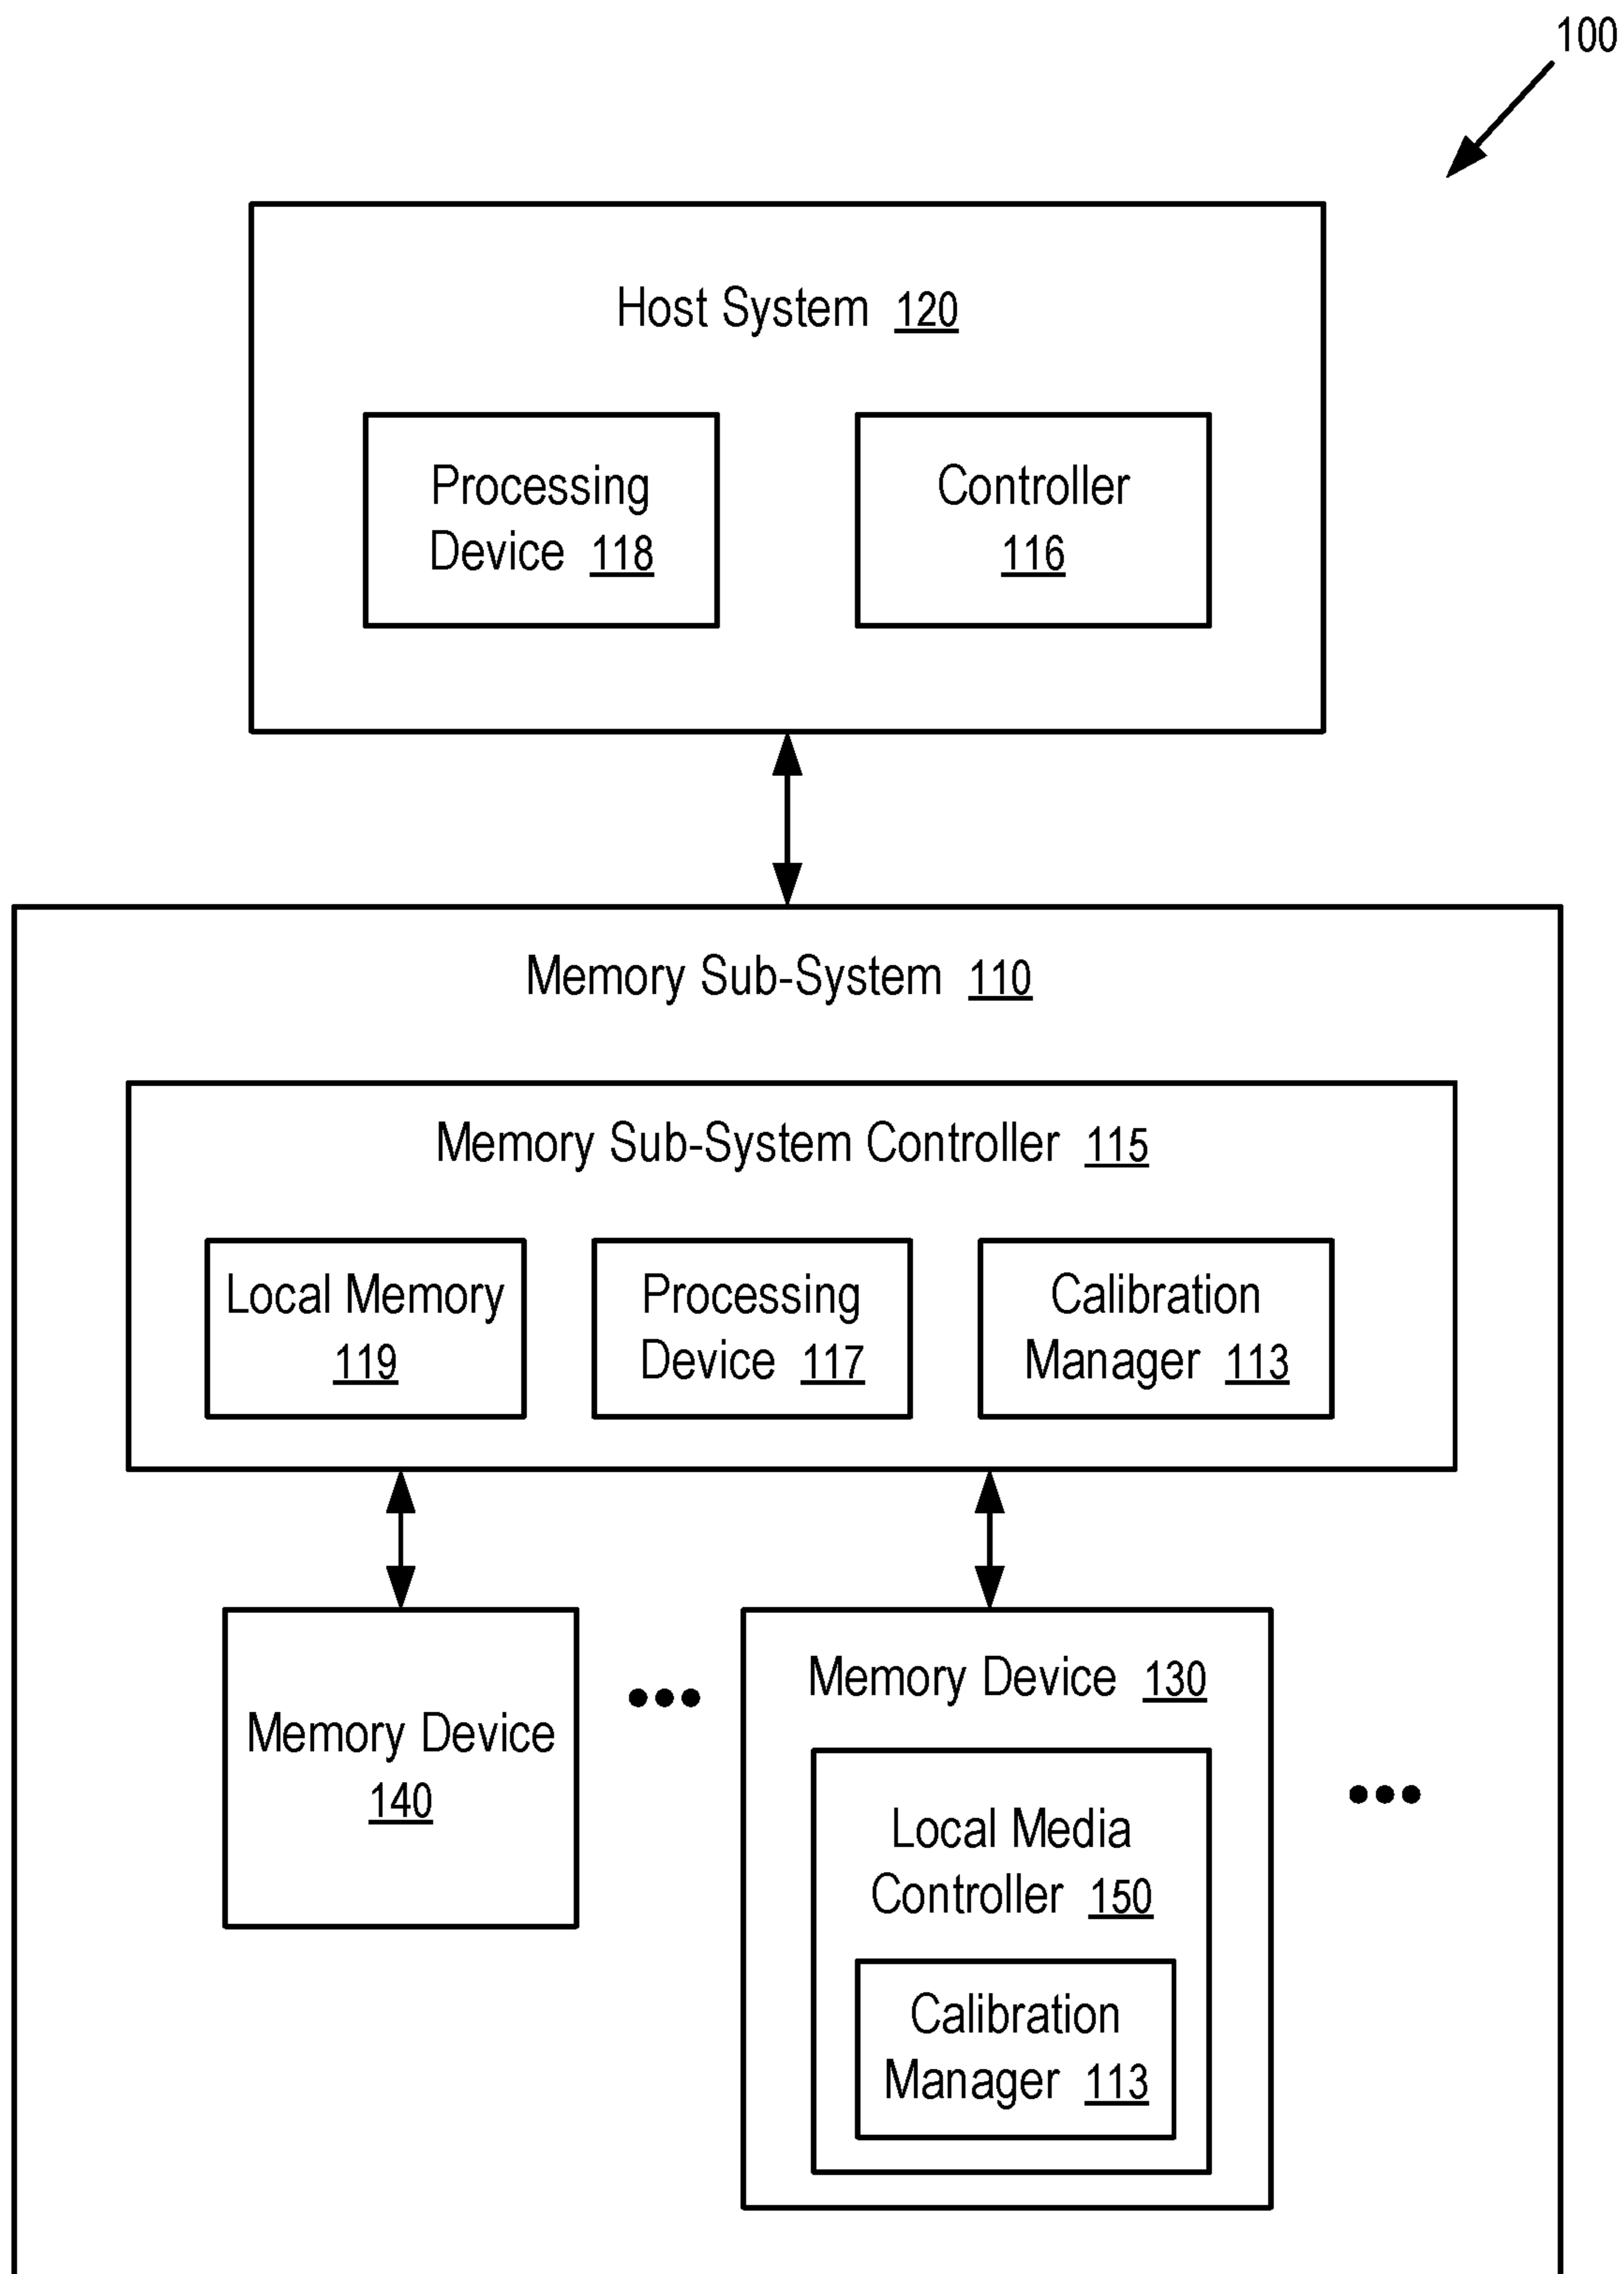 100
Host System 120
Processing
Device 118
Controller
116
Memory Sub-System 110
Memory Sub-System Controller 115
Local Memory
119
Processing
Device 117
Calibration
Manager 113
Memory Device
140
Memory Device 130
Local Media
Controller 150
Calibration
Manager 113